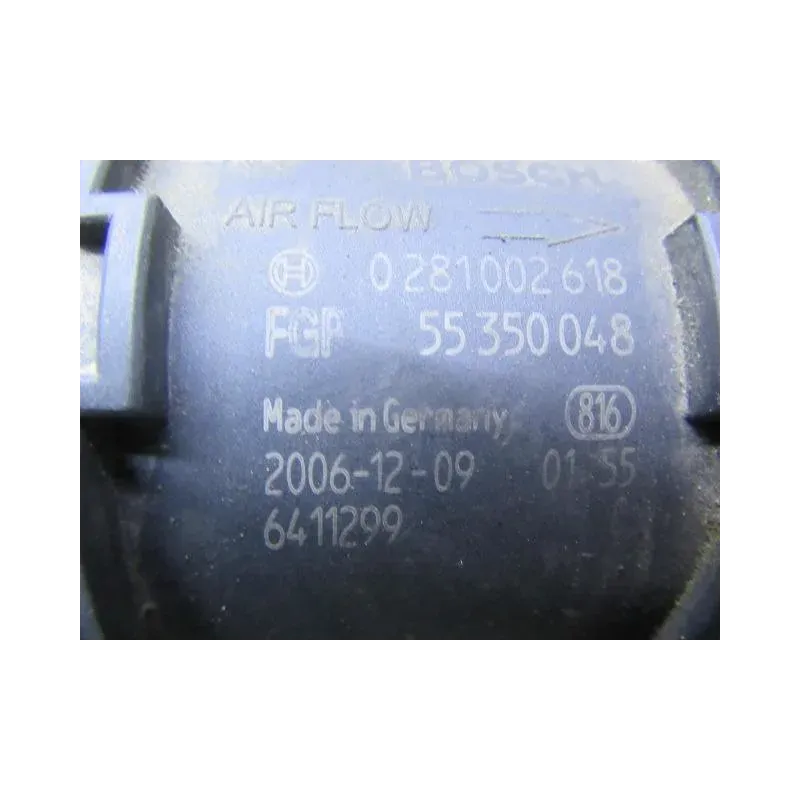 BOSCH
AIR FLOW
0 281 002 618
FGP 55 350 048
Made in Germany 816
2006-12-09 01 55
6411299